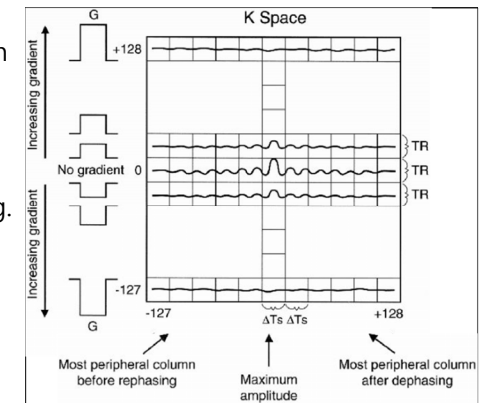 K Space
G
n
+128
Increasing gradient
TR
No gradient 0
TR
TR
g.
Increasing gradient
-127
G
-127
+128
ΔTs ΔTs
Most peripheral column
before rephasing
Maximum
amplitude
Most peripheral column
after dephasing